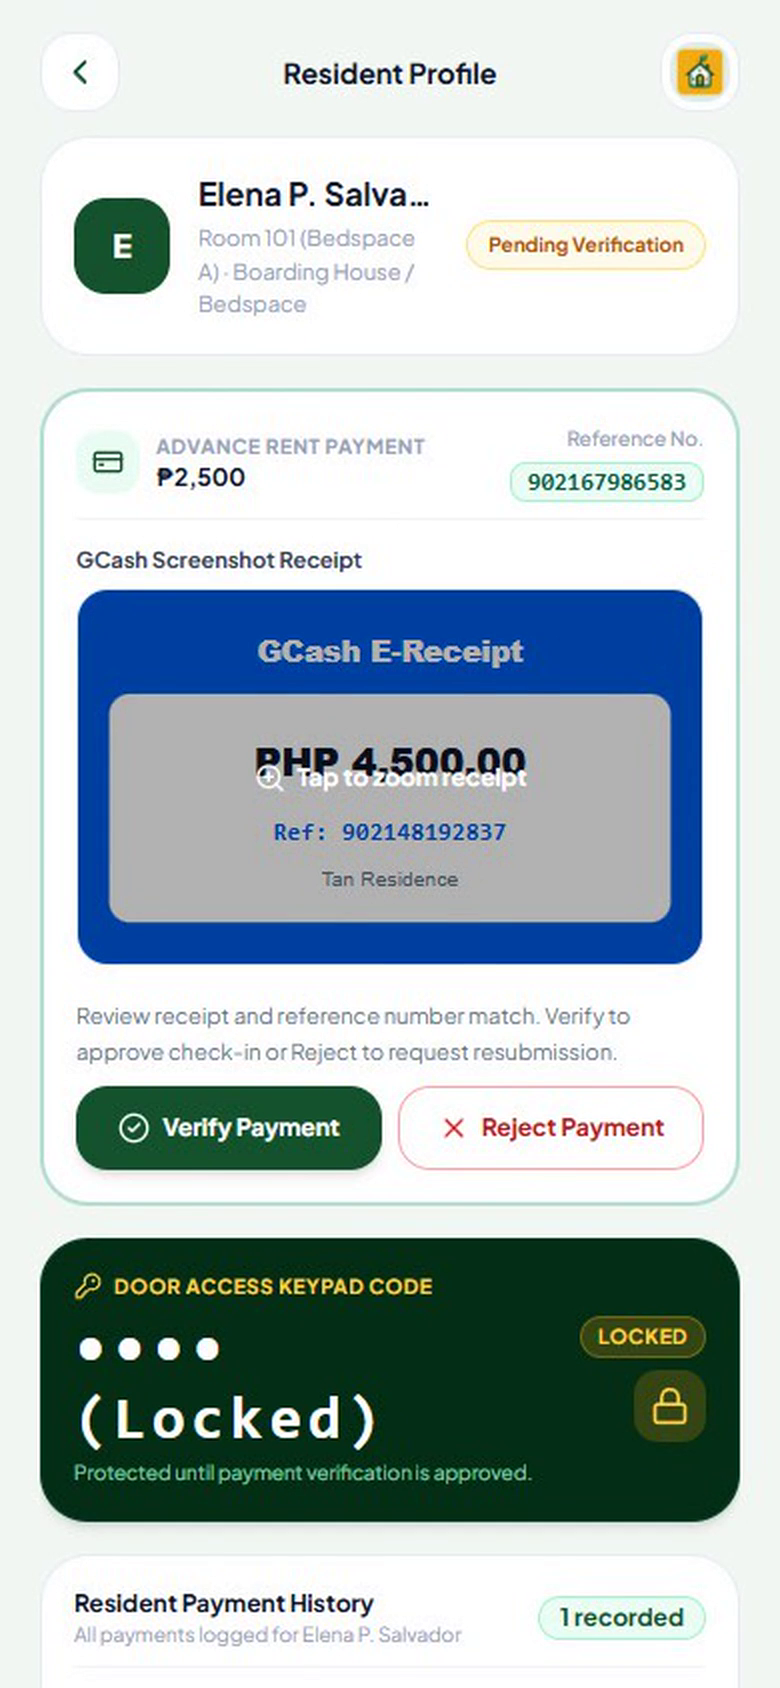 Resident Profile
Elena P. Salva...
Room 101 (Bedspace
A) · Boarding House /
Bedspace
E
Pending Verification
ADVANCE RENT PAYMENT
₱2,500
Reference No.
902167986583
GCash Screenshot Receipt
GCash E-Receipt
PHP 4,500.00
Tap to zoom receipt
Ref: 902148192837
Tan Residence
Review receipt and reference number match. Verify to
approve check-in or Reject to request resubmission.
Verify Payment
Reject Payment
DOOR ACCESS KEYPAD CODE
●●●●
(Locked)
LOCKED
Protected until payment verification is approved.
Resident Payment History
All payments logged for Elena P. Salvador
1 recorded